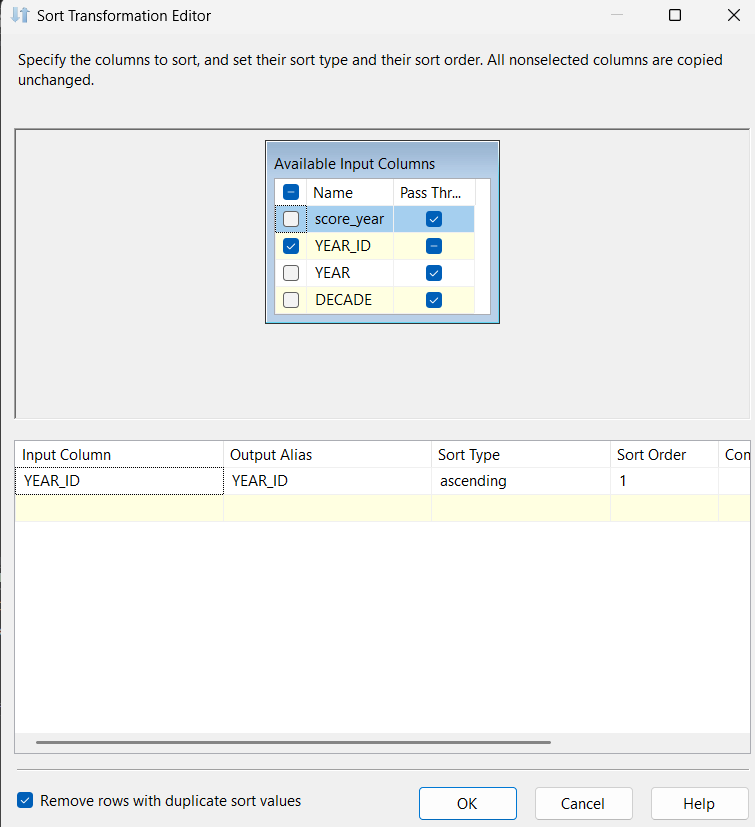 Sort Transformation Editor
Specify the columns to sort, and set their sort type and their sort order. All nonselected columns are copied
unchanged.
Available Input Columns
Name Pass Thr...
score_year
YEAR_ID
YEAR
DECADE
Input Column Output Alias Sort Type Sort Order Con
YEAR_ID YEAR_ID ascending 1
Remove rows with duplicate sort values OK Cancel Help